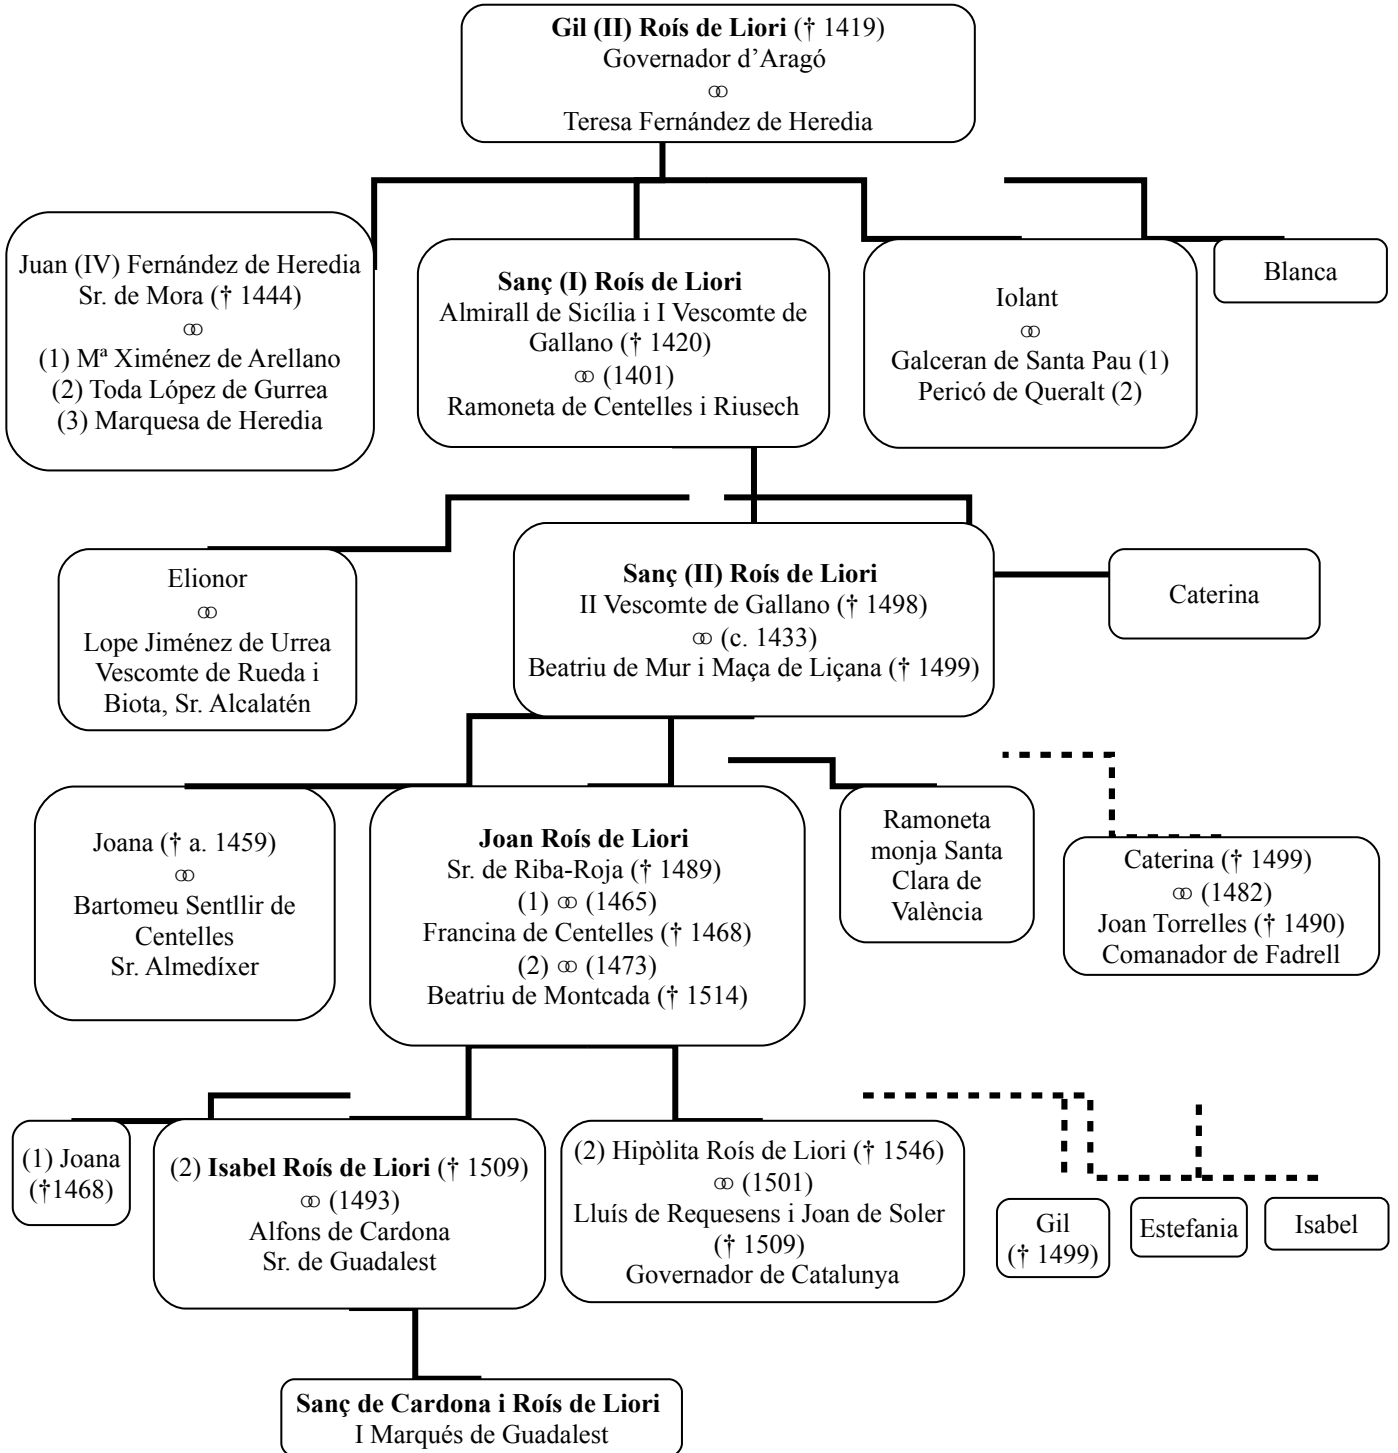 Gil (II) Roís de Liori († 1419)
Governador d’Aragó
⚭
Teresa Fernández de Heredia
Juan (IV) Fernández de Heredia
Sr. de Mora († 1444)
⚭
(1) Mª Ximénez de Arellano
(2) Toda López de Gurrea
(3) Marquesa de Heredia
Sanç (I) Roís de Liori
Almirall de Sicília i I Vescomte de
Gallano († 1420)
⚭ (1401)
Ramoneta de Centelles i Riusech
Iolant
⚭
Galceran de Santa Pau (1)
Pericó de Queralt (2)
Blanca
Elionor
⚭
Lope Jiménez de Urrea
Vescomte de Rueda i
Biota, Sr. Alcalatén
Sanç (II) Roís de Liori
II Vescomte de Gallano († 1498)
⚭ (c. 1433)
Beatriu de Mur i Maça de Liçana († 1499)
Caterina
Joana († a. 1459)
⚭
Bartomeu Sentllir de
Centelles
Sr. Almedíxer
Joan Roís de Liori
Sr. de Riba-Roja († 1489)
(1) ⚭ (1465)
Francina de Centelles († 1468)
(2) ⚭ (1473)
Beatriu de Montcada († 1514)
Ramoneta
monja Santa
Clara de
València
Caterina († 1499)
⚭ (1482)
Joan Torrelles († 1490)
Comanador de Fadrell
(1) Joana
(†1468)
(2) Isabel Roís de Liori († 1509)
⚭ (1493)
Alfons de Cardona
Sr. de Guadalest
(2) Hipòlita Roís de Liori († 1546)
⚭ (1501)
Lluís de Requesens i Joan de Soler
(† 1509)
Governador de Catalunya
Gil
(† 1499)
Estefania
Isabel
Sanç de Cardona i Roís de Liori
I Marqués de Guadalest